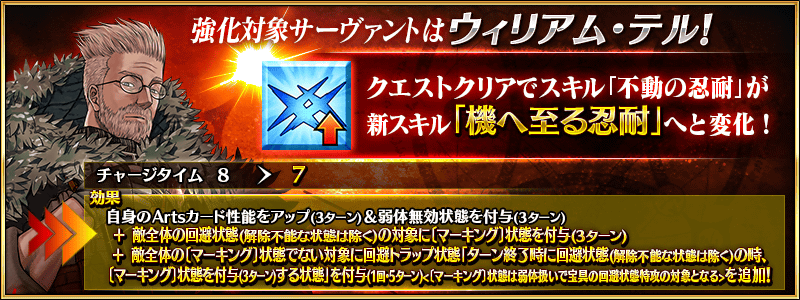 強化対象サーヴァントはウィリアム・テル!
クエストクリアでスキル「不動の忍耐」が
新スキル「機へ至る忍耐」へと変化!
チャージタイム 8 > 7
効果
自身のArtsカード性能をアップ(3ターン)&弱体無効状態を付与(3ターン)
+ 敵全体の回避状態(解除不能な状態は除く)の対象に〔マーキング〕状態を付与(3ターン)
+ 敵全体の〔マーキング〕状態でない対象に回避トラップ状態「ターン終了時に回避状態(解除不能な状態は除く)の時、
〔マーキング〕状態を付与(3ターン)する状態」を付与(1回・5ターン)<〔マーキング〕状態は弱体扱いで宝具の回避状態特攻の対象となる>を追加!